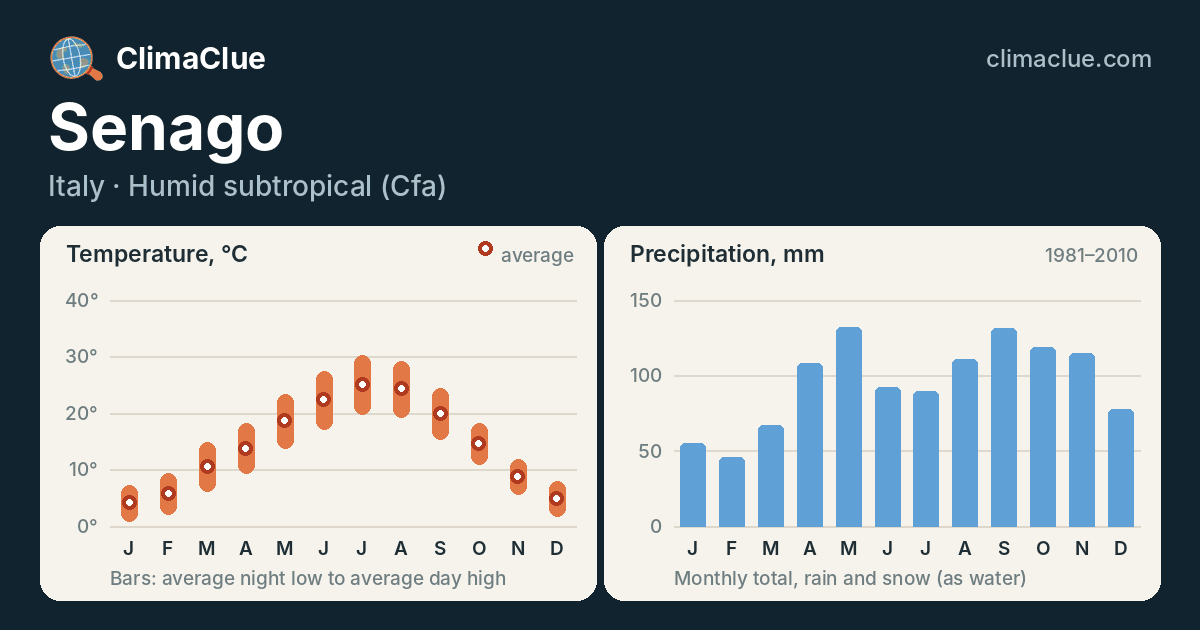 ClimaClue
climaclue.com
Senago
Italy · Humid subtropical (Cfa)
Temperature, °C
average
40°
30°
20°
10°
0°
J F M A M J J A S O N D
Bars: average night low to average day high
Precipitation, mm
1981–2010
150
100
50
0
J F M A M J J A S O N D
Monthly total, rain and snow (as water)